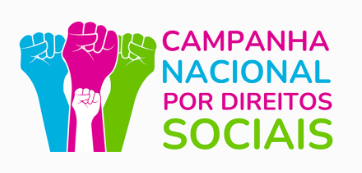 CAMPANHA
NACIONAL
POR DIREITOS
SOCIAIS